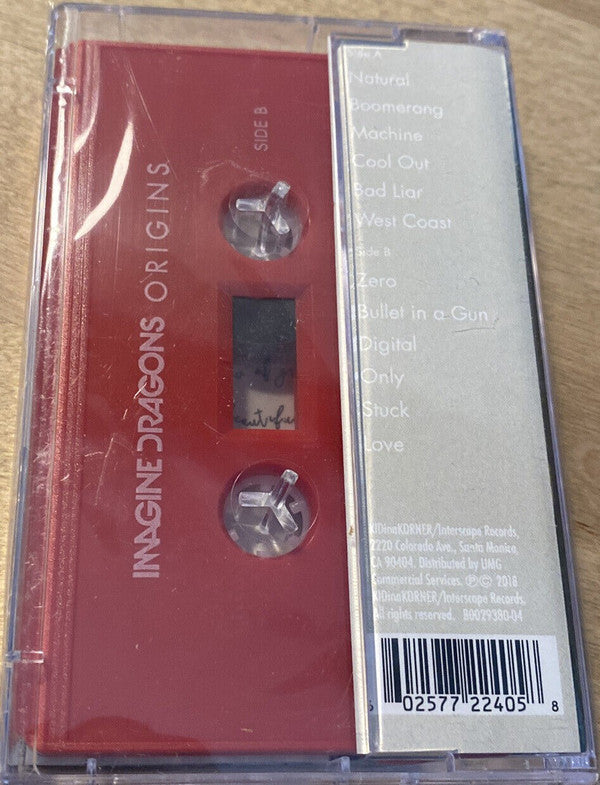 IMAGINE DRAGONS ORIGINS
SIDE B
Side A
Natural
Boomerang
Machine
Cool Out
Bad Liar
West Coast
Side B
Zero
Bullet in a Gun
Digital
Only
Stuck
Love
KIDinaKORNER/Interscope Records,
2220 Colorado Ave., Santa Monica,
CA 90404. Distributed by UMG
Commercial Services. ℗© 2018
KIDinaKORNER/Interscope Records.
All rights reserved. B0029380-04
6 02577 22405 8